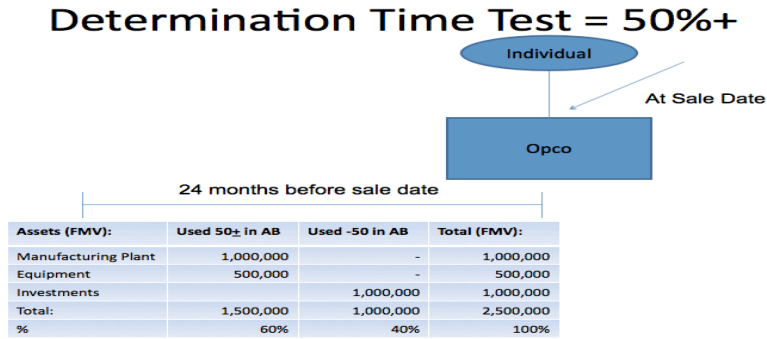 Determination Time Test = 50%+
Individual
At Sale Date
Opco
24 months before sale date
Assets (FMV): Used 50+ in AB Used -50 in AB Total (FMV):
Manufacturing Plant 1,000,000 - 1,000,000
Equipment 500,000 - 500,000
Investments 1,000,000 1,000,000
Total: 1,500,000 1,000,000 2,500,000
% 60% 40% 100%